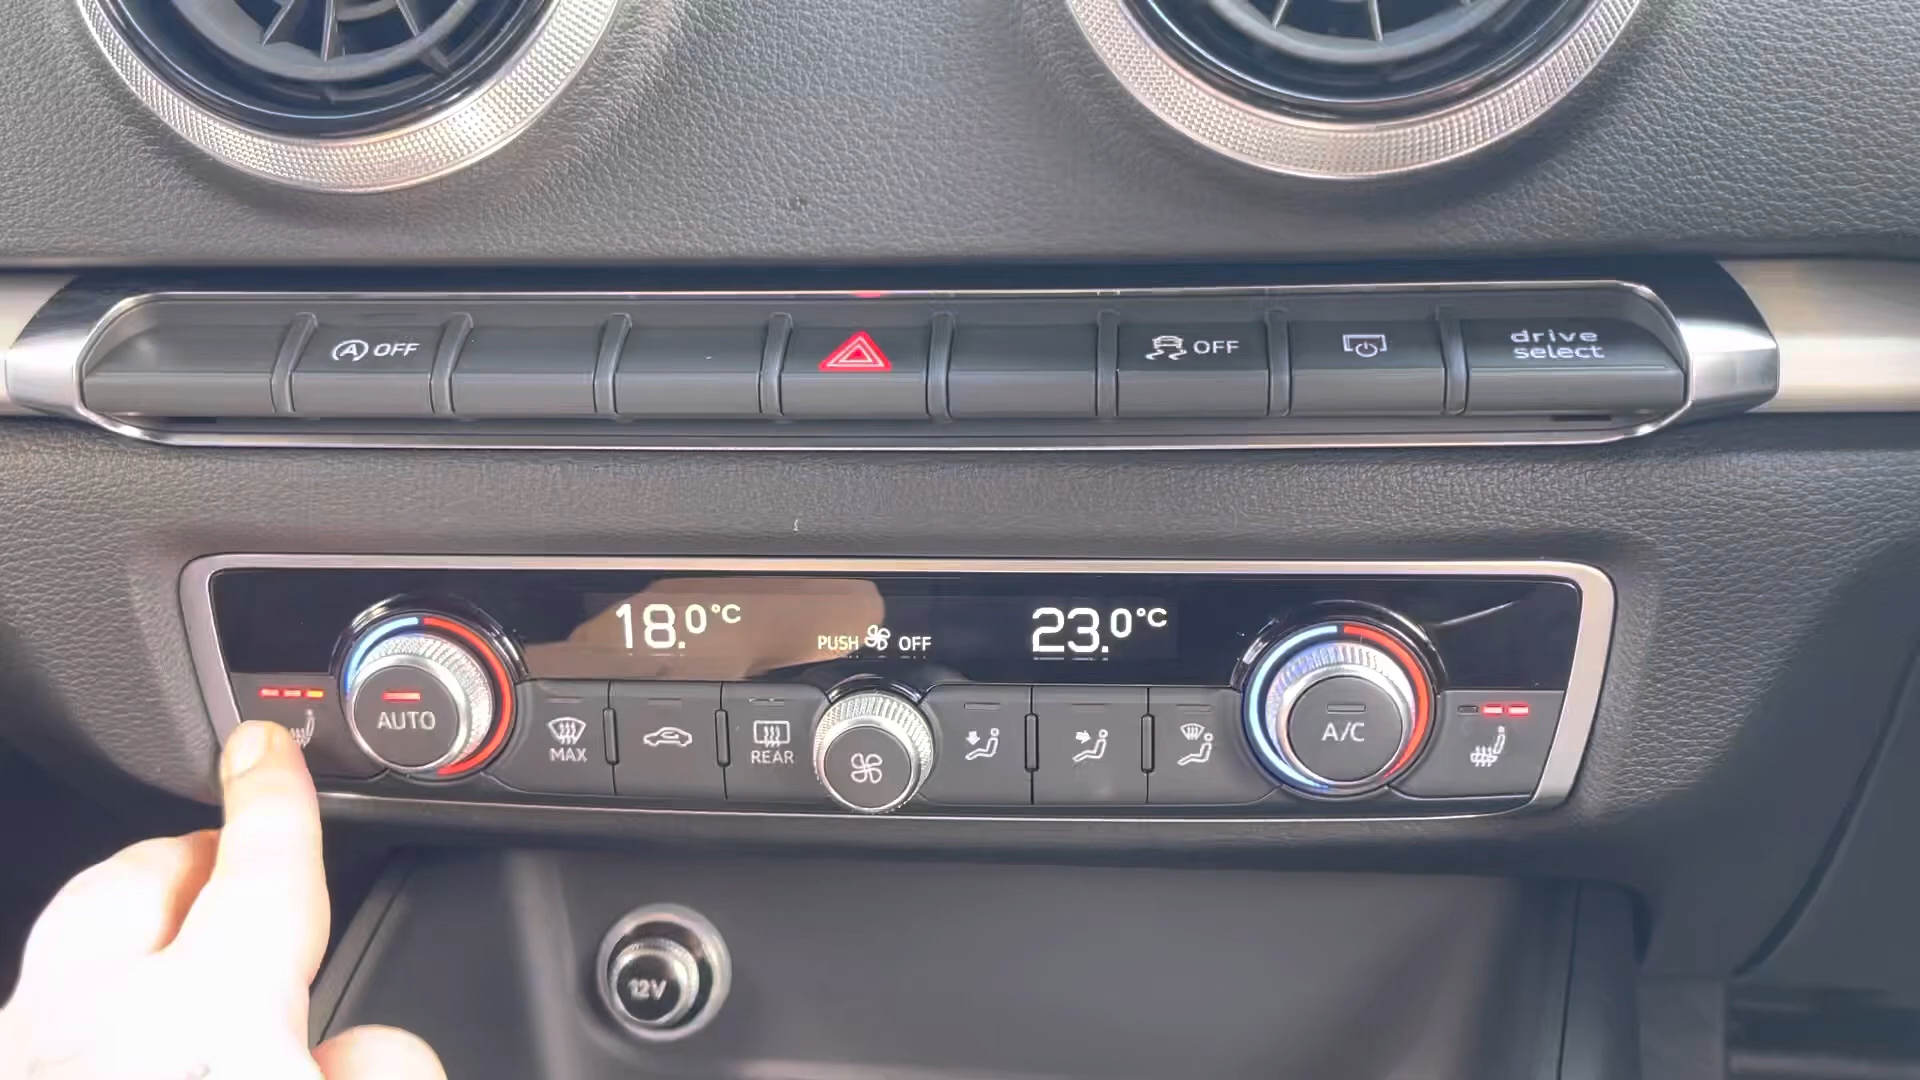 A OFF
OFF
drive
select
18.0°C
PUSH OFF
23.0°C
AUTO
MAX
REAR
A/C
12V